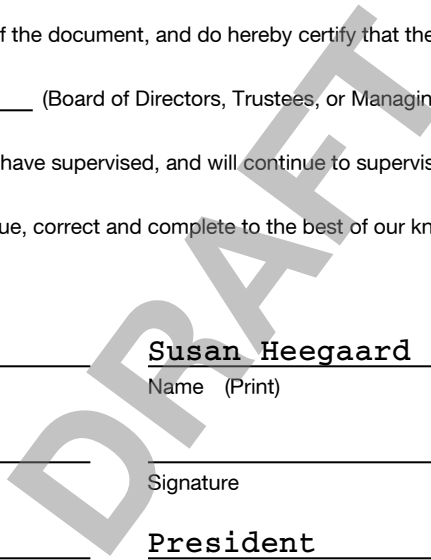 f the document, and do hereby certify that the
(Board of Directors, Trustees, or Managin
have supervised, and will continue to supervis
ue, correct and complete to the best of our kn
Susan Heegaard
Name (Print)
Signature
President
DRAFT